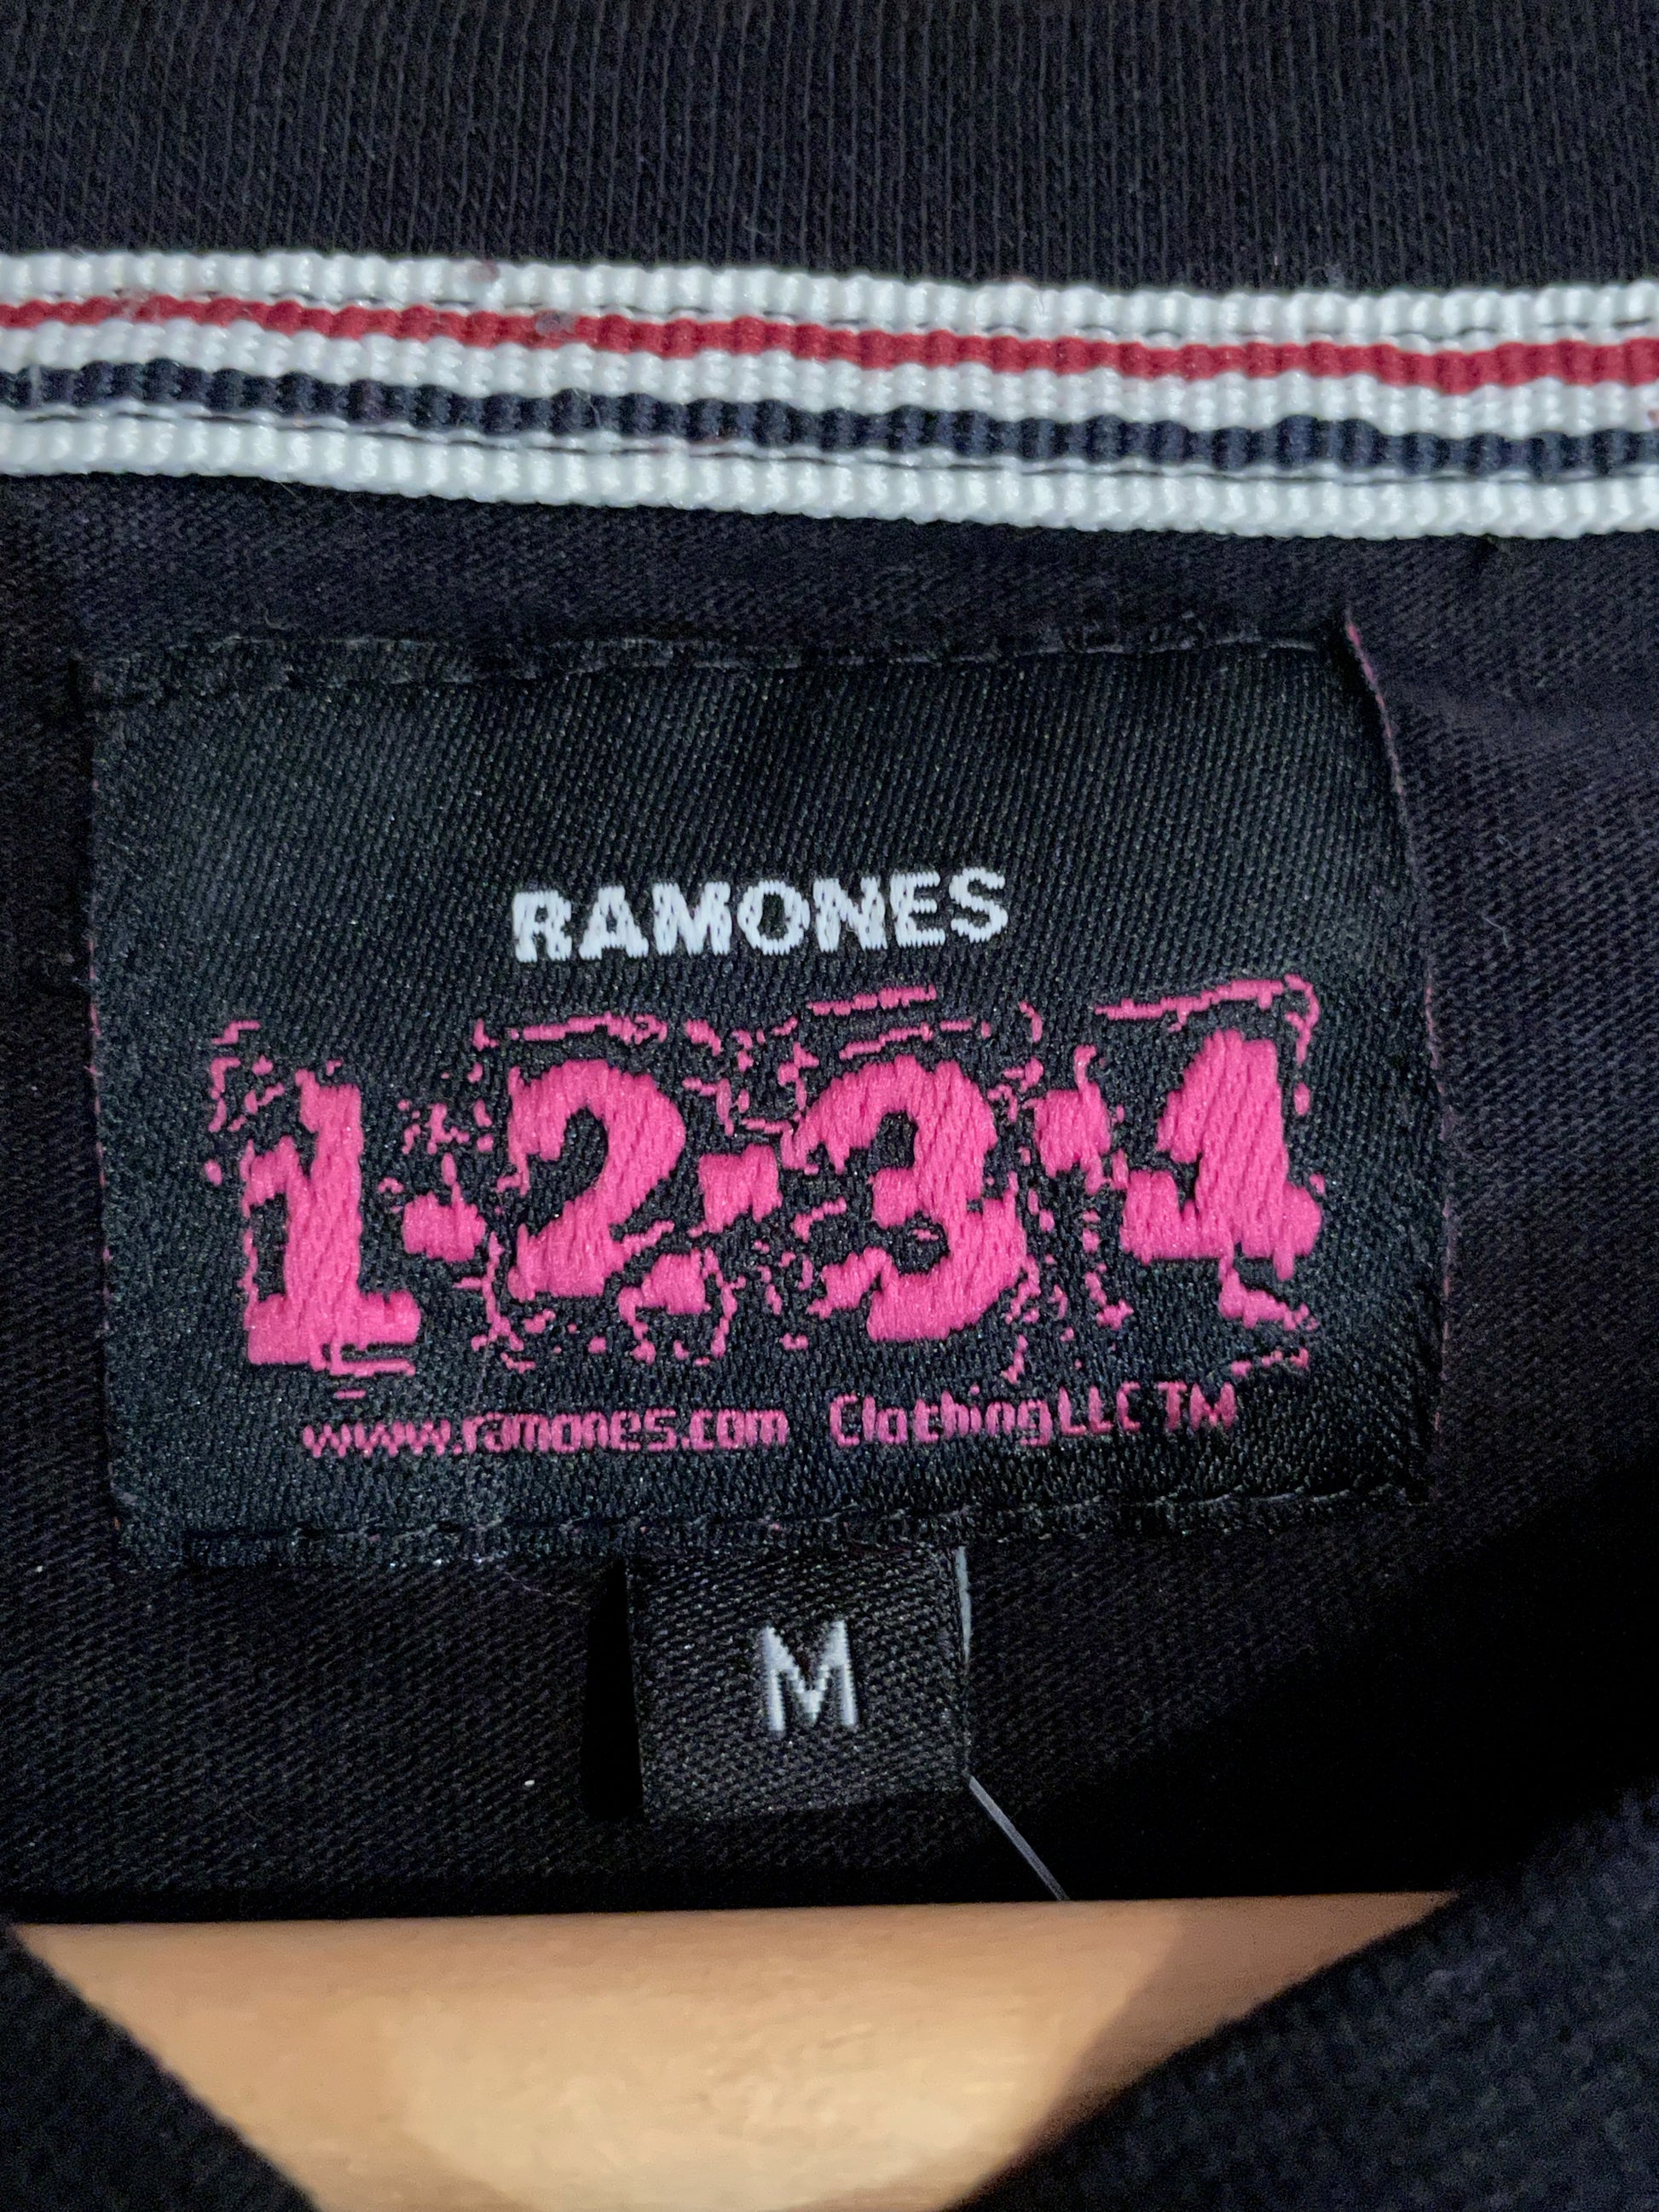 RAMONES
1·2·3·4
www.ramones.com Clothing LLC TM
M